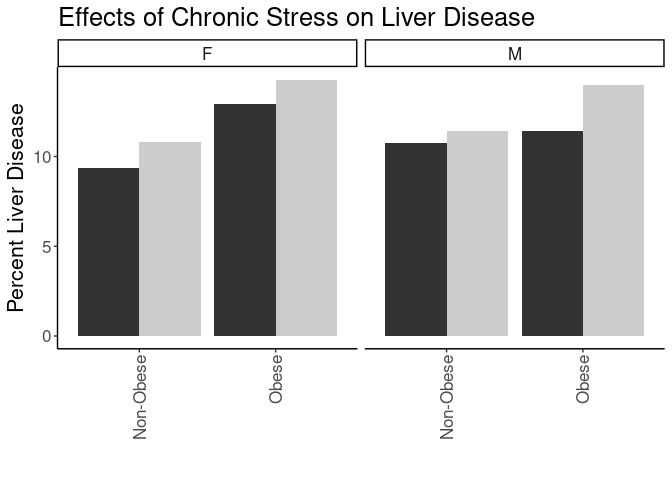 Effects of Chronic Stress on Liver Disease
F
M
Percent Liver Disease
10
5
0
Non-Obese
Obese
Non-Obese
Obese